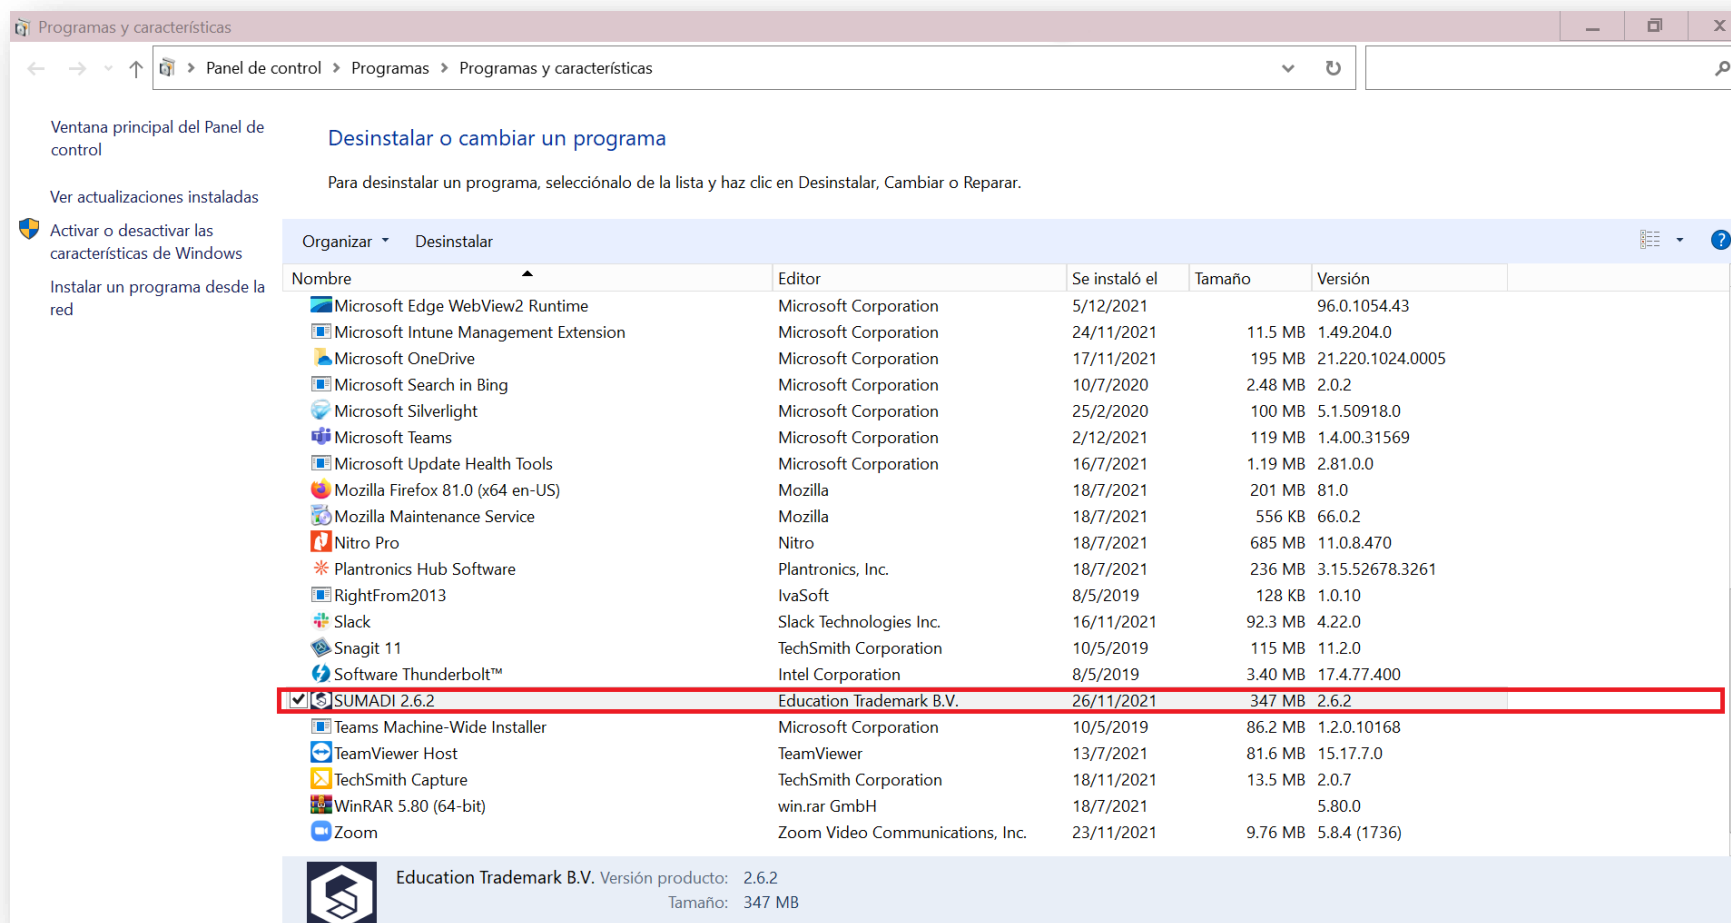 Programas y características
Panel de control Programas Programas y características
Ventana principal del Panel de
control
Ver actualizaciones instaladas
Activar o desactivar las
características de Windows
Instalar un programa desde la
red
Desinstalar o cambiar un programa
Para desinstalar un programa, selecciónalo de la lista y haz clic en Desinstalar, Cambiar o Reparar.
Organizar Desinstalar
Nombre Editor Se instaló el Tamaño Versión
Microsoft Edge WebView2 Runtime Microsoft Corporation 5/12/2021 96.0.1054.43
Microsoft Intune Management Extension Microsoft Corporation 24/11/2021 11.5 MB 1.49.204.0
Microsoft OneDrive Microsoft Corporation 17/11/2021 195 MB 21.220.1024.0005
Microsoft Search in Bing Microsoft Corporation 10/7/2020 2.48 MB 2.0.2
Microsoft Silverlight Microsoft Corporation 25/2/2020 100 MB 5.1.50918.0
Microsoft Teams Microsoft Corporation 2/12/2021 119 MB 1.4.00.31569
Microsoft Update Health Tools Microsoft Corporation 16/7/2021 1.19 MB 2.81.0.0
Mozilla Firefox 81.0 (x64 en-US) Mozilla 18/7/2021 201 MB 81.0
Mozilla Maintenance Service Mozilla 18/7/2021 556 KB 66.0.2
Nitro Pro Nitro 18/7/2021 685 MB 11.0.8.470
Plantronics Hub Software Plantronics, Inc. 18/7/2021 236 MB 3.15.52678.3261
RightFrom2013 IvaSoft 8/5/2019 128 KB 1.0.10
Slack Slack Technologies Inc. 16/11/2021 92.3 MB 4.22.0
Snagit 11 TechSmith Corporation 10/5/2019 115 MB 11.2.0
Software Thunderbolt™ Intel Corporation 8/5/2019 3.40 MB 17.4.77.400
SUMADI 2.6.2 Education Trademark B.V. 26/11/2021 347 MB 2.6.2
Teams Machine-Wide Installer Microsoft Corporation 10/5/2019 86.2 MB 1.2.0.10168
TeamViewer Host TeamViewer 13/7/2021 81.6 MB 15.17.7.0
TechSmith Capture TechSmith Corporation 18/11/2021 13.5 MB 2.0.7
WinRAR 5.80 (64-bit) win.rar GmbH 18/7/2021 5.80.0
Zoom Zoom Video Communications, Inc. 23/11/2021 9.76 MB 5.8.4 (1736)
Education Trademark B.V. Versión producto: 2.6.2
Tamaño: 347 MB